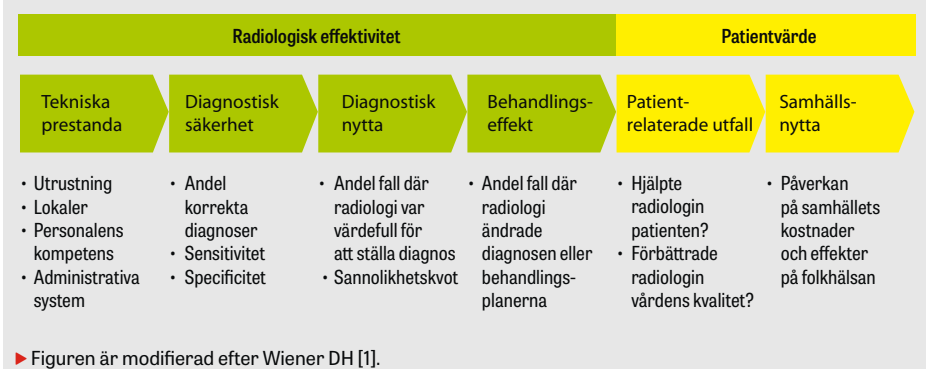 Radiologisk effektivitet
Patientvärde
Tekniska
prestanda
Diagnostisk
säkerhet
Diagnostisk
nytta
Behandlings-
effekt
Patient-
relaterade utfall
Samhälls-
nytta
• Utrustning
• Lokaler
• Personalens
kompetens
• Administrativa
system
• Andel
korrekta
diagnoser
• Sensitivitet
• Specificitet
• Andel fall där
radiologi var
värdefull för
att ställa diagnos
• Sannolikhetskvot
• Andel fall där
radiologi
ändrade
diagnosen eller
behandlings-
planerna
• Hjälpte
radiologin
patienten?
• Förbättrade
radiologin
vårdens kvalitet?
• Påverkan
på samhällets
kostnader
och effekter
på folkhälsan
▶ Figuren är modifierad efter Wiener DH [1].